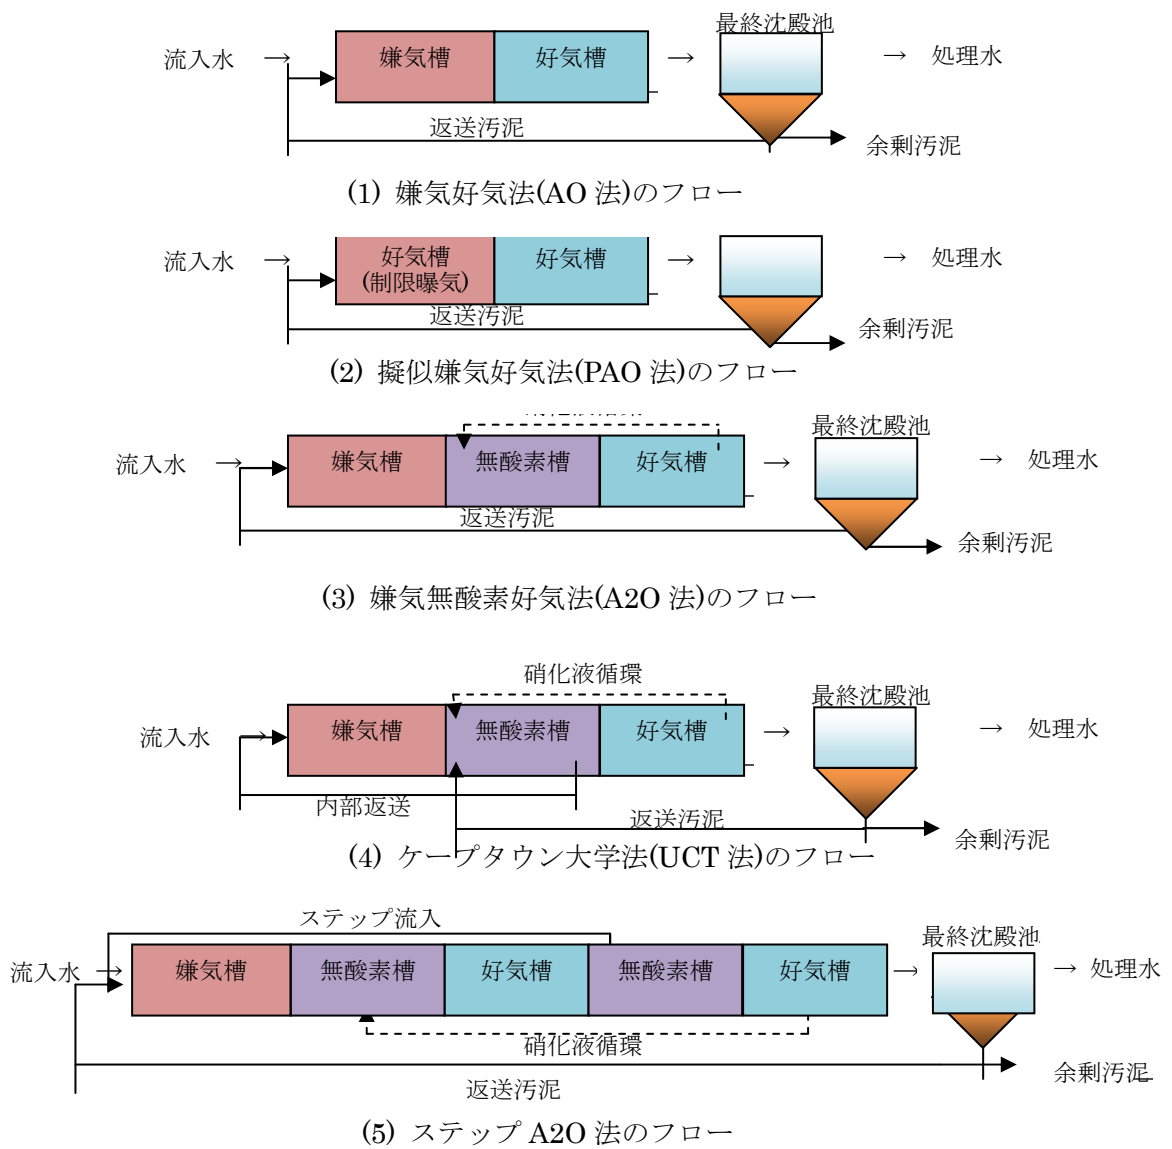 最終沈殿池
流入水 → 嫌気槽 好気槽 → → 処理水
返送汚泥
余剰汚泥
(1) 嫌気好気法(AO 法)のフロー
流入水 → 好気槽 好気槽 → → 処理水
(制限曝気)
返送汚泥
余剰汚泥
(2) 擬似嫌気好気法(PAO 法)のフロー
最終沈殿池
流入水 → 嫌気槽 無酸素槽 好気槽 → → 処理水
返送汚泥
余剰汚泥
(3) 嫌気無酸素好気法(A2O 法)のフロー
硝化液循環
最終沈殿池
流入水 → 嫌気槽 無酸素槽 好気槽 → → 処理水
内部返送
返送汚泥
余剰汚泥
(4) ケープタウン大学法(UCT 法)のフロー
ステップ流入
最終沈殿池
流入水 → 嫌気槽 無酸素槽 好気槽 無酸素槽 好気槽 → → 処理水
硝化液循環
返送汚泥
余剰汚泥
(5) ステップ A2O 法のフロー